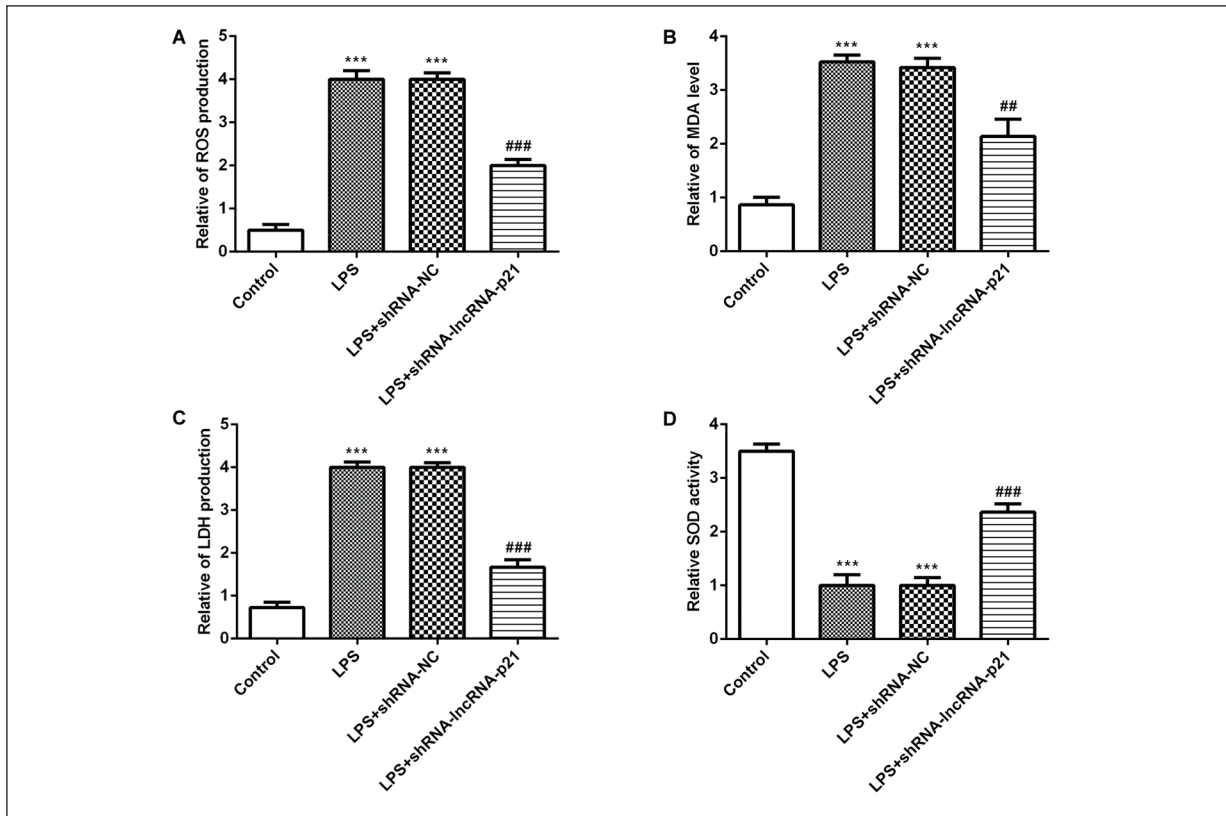 A
Relative of ROS production
5
4
3
2
1
0
***
***
###
Control
LPS
LPS+shRNA-NC
LPS+shRNA-lncRNA-p21
B
Relative of MDA level
4
3
2
1
0
***
***
##
Control
LPS
LPS+shRNA-NC
LPS+shRNA-lncRNA-p21
C
Relative of LDH production
5
4
3
2
1
0
***
***
###
Control
LPS
LPS+shRNA-NC
LPS+shRNA-lncRNA-p21
D
Relative SOD activity
4
3
2
1
0
***
***
###
Control
LPS
LPS+shRNA-NC
LPS+shRNA-lncRNA-p21